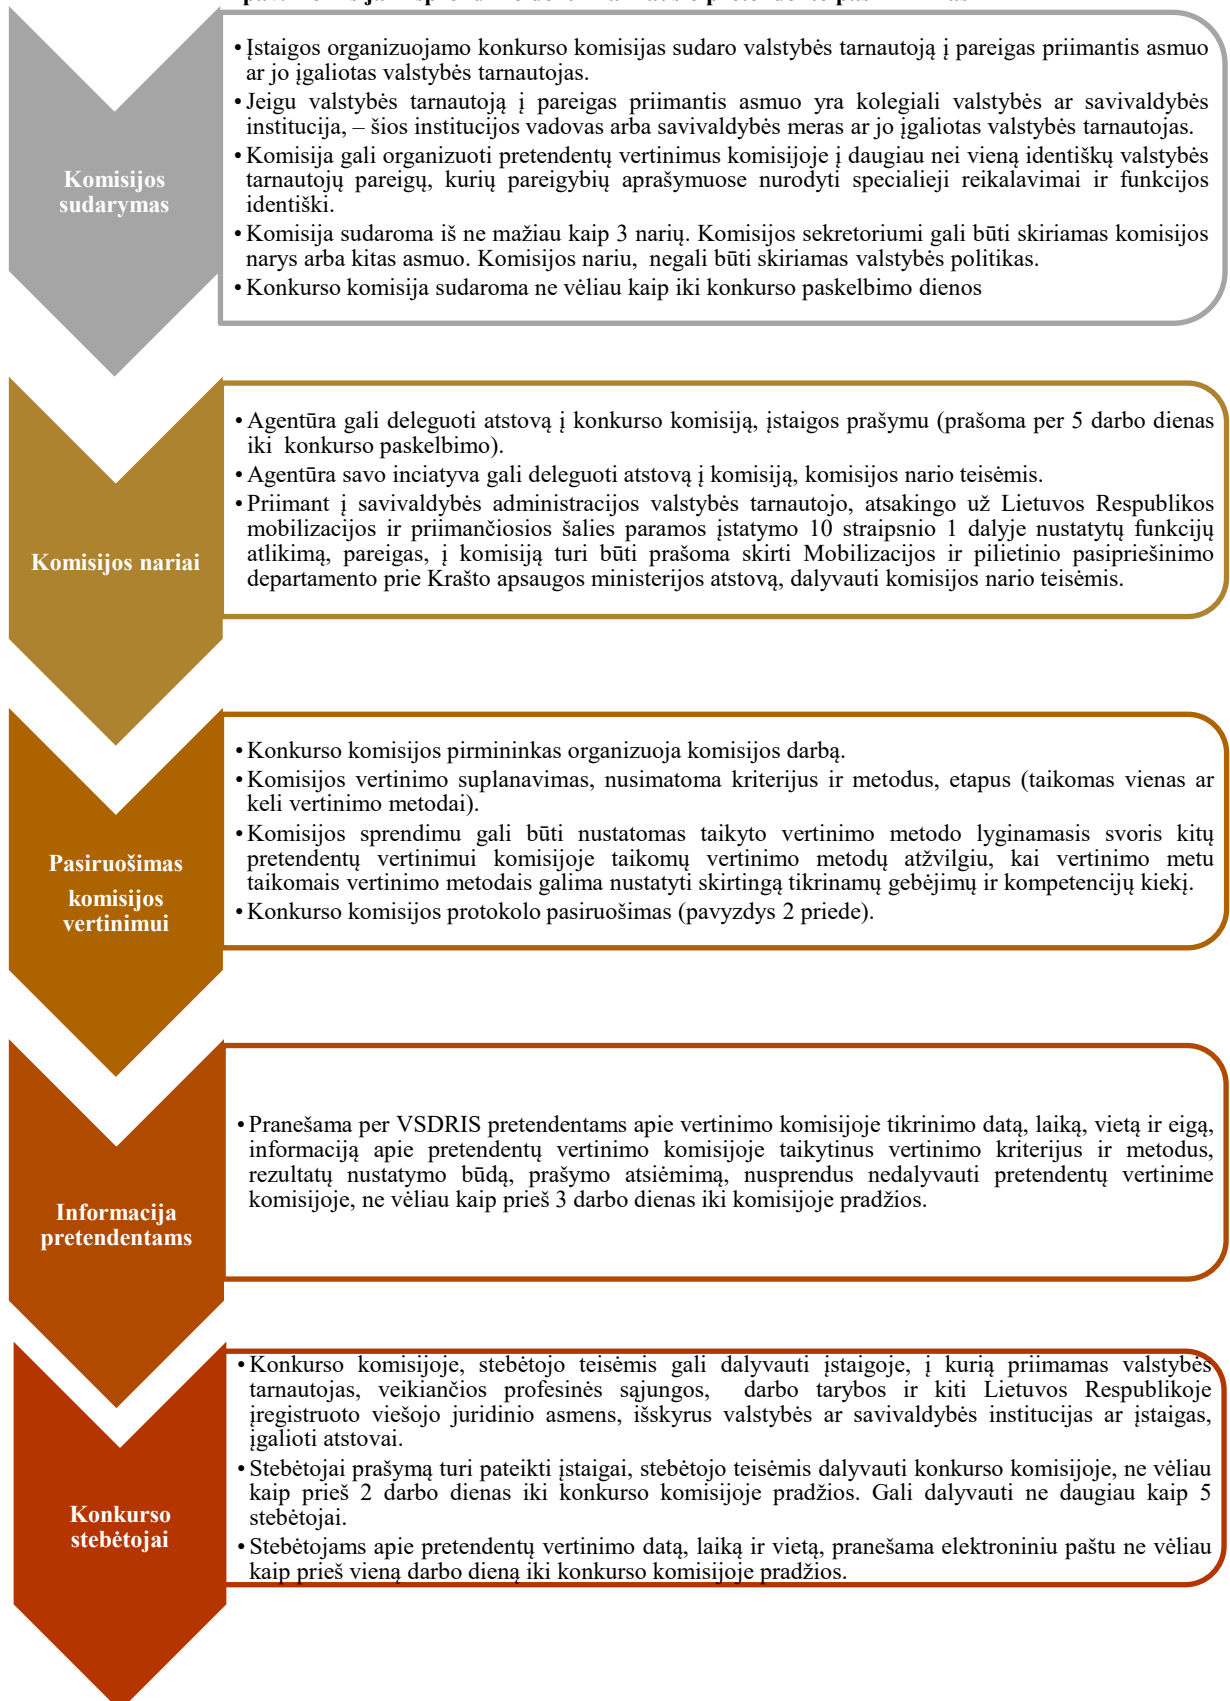 Komisijos
sudarymas
• Įstaigos organizuojamo konkurso komisijas sudaro valstybės tarnautoją į pareigas priimantis asmuo
ar jo įgaliotas valstybės tarnautojas.
• Jeigu valstybės tarnautoją į pareigas priimantis asmuo yra kolegiali valstybės ar savivaldybės
institucija, – šios institucijos vadovas arba savivaldybės meras ar jo įgaliotas valstybės tarnautojas.
• Komisija gali organizuoti pretendentų vertinimus komisijoje į daugiau nei vieną identiškų valstybės
tarnautojų pareigų, kurių pareigybių aprašymuose nurodyti specialieji reikalavimai ir funkcijos
identiški.
• Komisija sudaroma iš ne mažiau kaip 3 narių. Komisijos sekretoriumi gali būti skiriamas komisijos
narys arba kitas asmuo. Komisijos nariu, negali būti skiriamas valstybės politikas.
• Konkurso komisija sudaroma ne vėliau kaip iki konkurso paskelbimo dienos
Komisijos nariai
• Agentūra gali deleguoti atstovą į konkurso komisiją, įstaigos prašymu (prašoma per 5 darbo dienas
iki konkurso paskelbimo).
• Agentūra savo inciatyva gali deleguoti atstovą į komisiją, komisijos nario teisėmis.
• Priimant į savivaldybės administracijos valstybės tarnautojo, atsakingo už Lietuvos Respublikos
mobilizacijos ir priimančiosios šalies paramos įstatymo 10 straipsnio 1 dalyje nustatytų funkcijų
atlikimą, pareigas, į komisiją turi būti prašoma skirti Mobilizacijos ir pilietinio pasipriešinimo
departamento prie Krašto apsaugos ministerijos atstovą, dalyvauti komisijos nario teisėmis.
Pasiruošimas
komisijos
vertinimui
• Konkurso komisijos pirmininkas organizuoja komisijos darbą.
• Komisijos vertinimo suplanavimas, nusimatoma kriterijus ir metodus, etapus (taikomas vienas ar
keli vertinimo metodai).
• Komisijos sprendimu gali būti nustatomas taikyto vertinimo metodo lyginamasis svoris kitų
pretendentų vertinimui komisijoje taikomų vertinimo metodų atžvilgiu, kai vertinimo metu
taikomais vertinimo metodais galima nustatyti skirtingą tikrinamų gebėjimų ir kompetencijų kiekį.
• Konkurso komisijos protokolo pasiruošimas (pavyzdys 2 priede).
Informacija
pretendentams
• Pranešama per VSDRIS pretendentams apie vertinimo komisijoje tikrinimo datą, laiką, vietą ir eigą,
informaciją apie pretendentų vertinimo komisijoje taikytinus vertinimo kriterijus ir metodus,
rezultatų nustatymo būdą, prašymo atsiėmimą, nusprendus nedalyvauti pretendentų vertinime
komisijoje, ne vėliau kaip prieš 3 darbo dienas iki komisijoje pradžios.
Konkurso
stebėtojai
• Konkurso komisijoje, stebėtojo teisėmis gali dalyvauti įstaigoje, į kurią priimamas valstybės
tarnautojas, veikiančios profesinės sąjungos, darbo tarybos ir kiti Lietuvos Respublikoje
įregistruoto viešojo juridinio asmens, išskyrus valstybės ar savivaldybės institucijas ar įstaigas,
įgalioti atstovai.
• Stebėtojai prašymą turi pateikti įstaigai, stebėtojo teisėmis dalyvauti konkurso komisijoje, ne vėliau
kaip prieš 2 darbo dienas iki konkurso komisijoje pradžios. Gali dalyvauti ne daugiau kaip 5
stebėtojai.
• Stebėtojams apie pretendentų vertinimo datą, laiką ir vietą, pranešama elektroniniu paštu ne vėliau
kaip prieš vieną darbo dieną iki konkurso komisijoje pradžios.